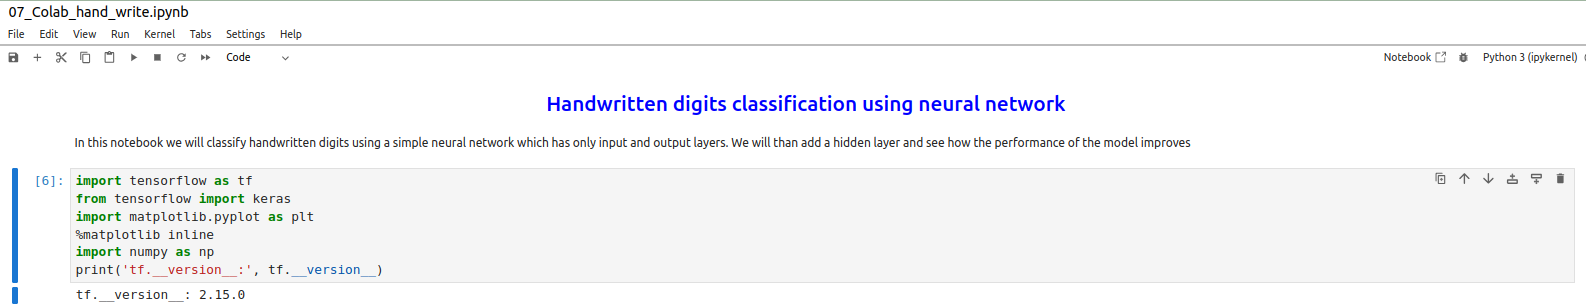 07_Colab_hand_write.ipynb
File Edit View Run Kernel Tabs Settings Help
Code Notebook Python 3 (ipykernel)
Handwritten digits classification using neural network
In this notebook we will classify handwritten digits using a simple neural network which has only input and output layers. We will than add a hidden layer and see how the performance of the model improves
[6]: import tensorflow as tf
from tensorflow import keras
import matplotlib.pyplot as plt
%matplotlib inline
import numpy as np
print('tf.__version__:', tf.__version__)
tf.__version__: 2.15.0